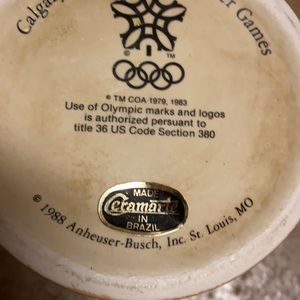 Calgary
Games
© TM COA 1979, 1983
Use of Olympic marks and logos
is authorized pursuant to
title 36 US Code Section 380
MADE
Ceramarte
IN
BRAZIL
© 1988 Anheuser-Busch, Inc. St. Louis, MO